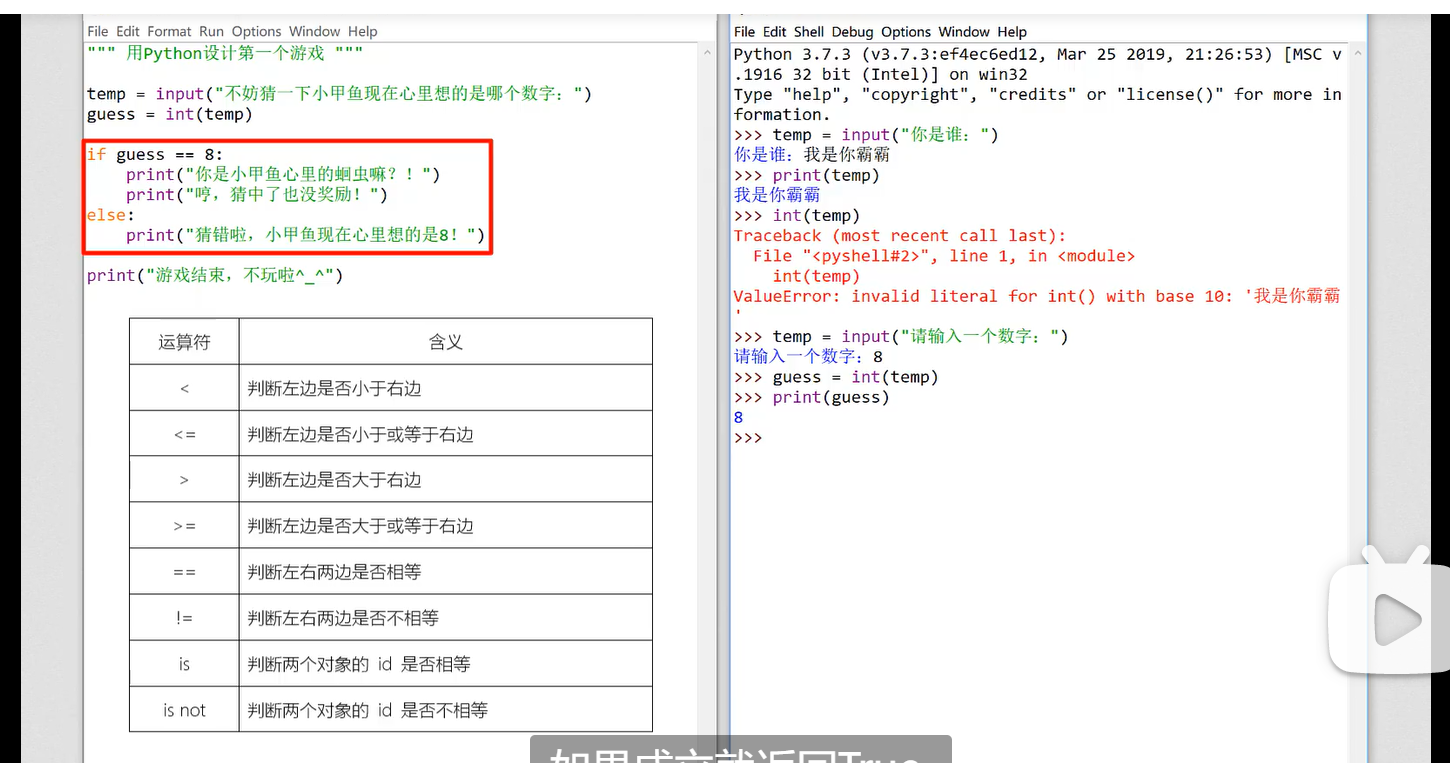 File Edit Format Run Options Window Help
""" 用Python设计第一个游戏 """
temp = input("不妨猜一下小甲鱼现在心里想的是哪个数字：")
guess = int(temp)
if guess == 8:
print("你是小甲鱼心里的蛔虫嘛？！")
print("哼，猜中了也没奖励！")
else:
print("猜错啦，小甲鱼现在心里想的是8！")
print("游戏结束，不玩啦^_^")
运算符 含义
< 判断左边是否小于右边
<= 判断左边是否小于或等于右边
> 判断左边是否大于右边
>= 判断左边是否大于或等于右边
== 判断左右两边是否相等
!= 判断左右两边是否不相等
is 判断两个对象的 id 是否相等
is not 判断两个对象的 id 是否不相等
File Edit Shell Debug Options Window Help
Python 3.7.3 (v3.7.3:ef4ec6ed12, Mar 25 2019, 21:26:53) [MSC v
.1916 32 bit (Intel)] on win32
Type "help", "copyright", "credits" or "license()" for more in
formation.
>>> temp = input("你是谁：")
你是谁：我是你霸霸
>>> print(temp)
我是你霸霸
>>> int(temp)
Traceback (most recent call last):
File "<pyshell#2>", line 1, in <module>
int(temp)
ValueError: invalid literal for int() with base 10: '我是你霸霸
'
>>> temp = input("请输入一个数字：")
请输入一个数字：8
>>> guess = int(temp)
>>> print(guess)
8
>>>
如果成立就返回True